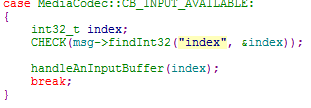 case MediaCodec::CB_INPUT_AVAILABLE:
{
int32_t index;
CHECK(msg->findInt32("index", &index));
handleAnInputBuffer(index);
break;
}